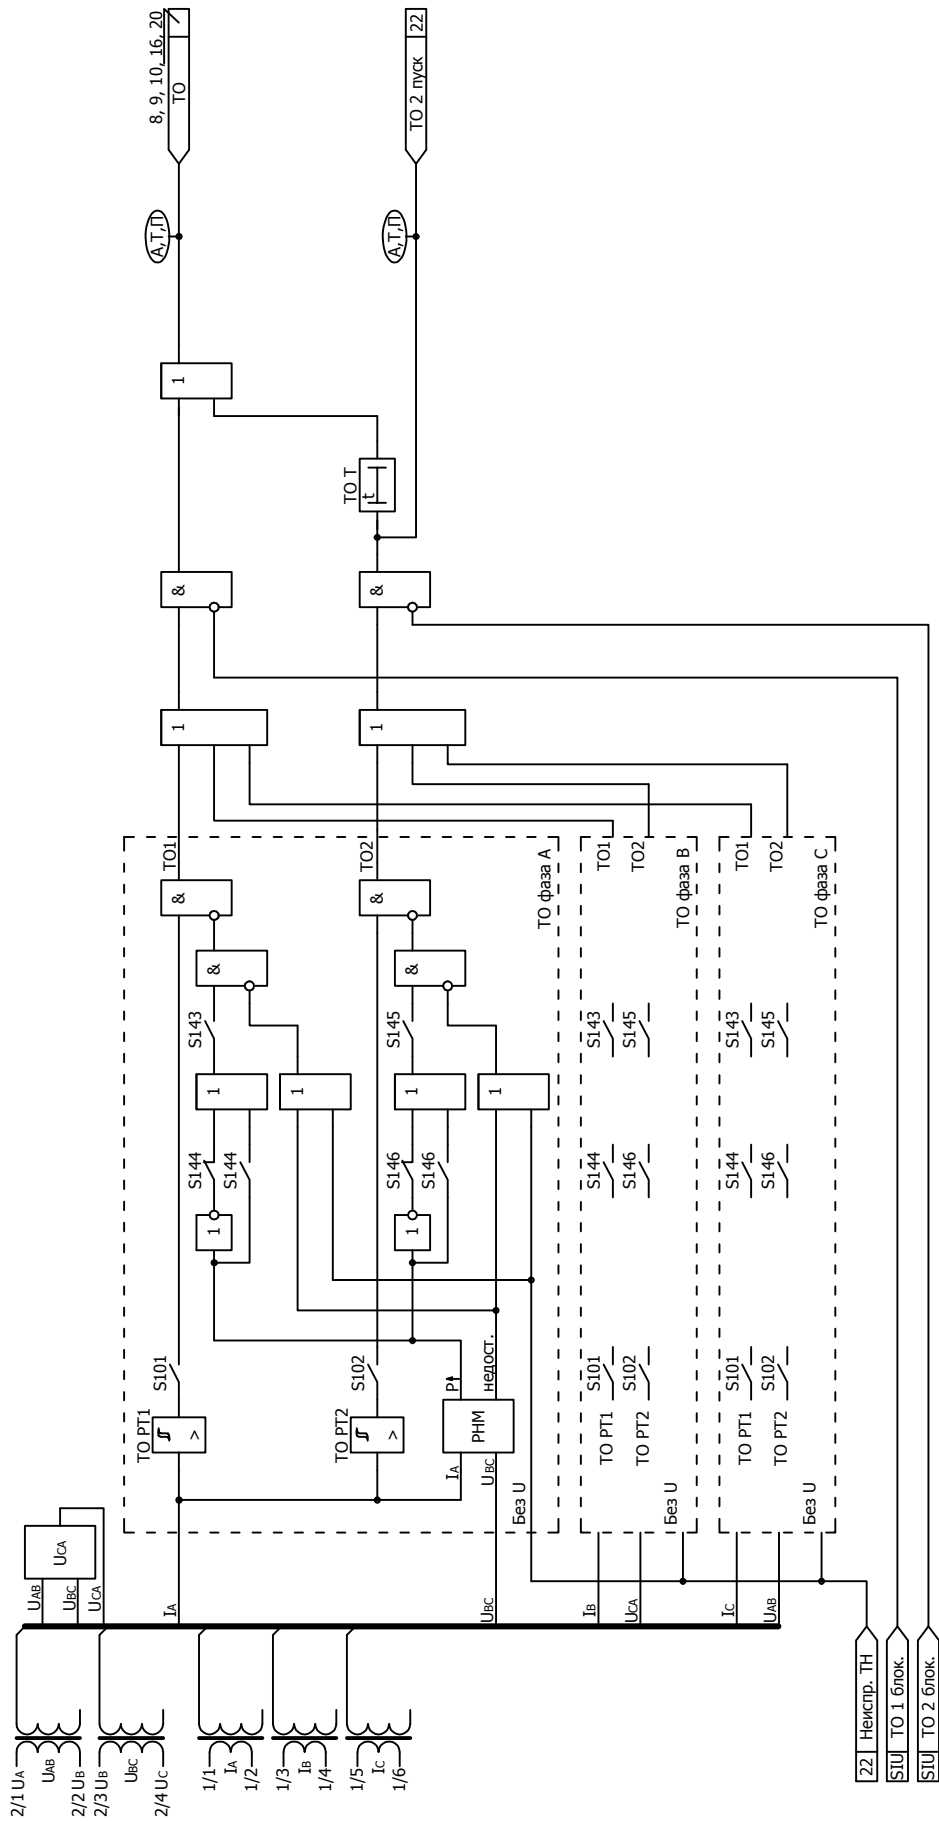 2/1 UA
UAB
2/2 UB
2/3 UB
UBC
2/4 UC
1/1
IA
1/2
1/3
IB
1/4
1/5
IC
1/6
22 Неиспр. ТН
SIU ТО 1 блок.
SIU ТО 2 блок.
UAB
UBC
UCA
UCA
IA
UBC
IB
UCA
IC
UAB
ТО РТ1
>
S101
ТО РТ2
>
S102
IA
UBC
РНМ
P
недост.
Без U
1
S144
S144
1
S143
1
&
&
ТО1
1
S146
S146
1
S145
1
&
&
ТО2
ТО фаза А
Без U
ТО РТ1
ТО РТ2
S101
S102
S144
S146
S143
S145
ТО1
ТО2
ТО фаза В
Без U
ТО РТ1
ТО РТ2
S101
S102
S144
S146
S143
S145
ТО1
ТО2
ТО фаза С
1
1
&
&
ТО Т
t
1
А,Т,П
А,Т,П
8, 9, 10, 16, 20
ТО
ТО 2 пуск 22